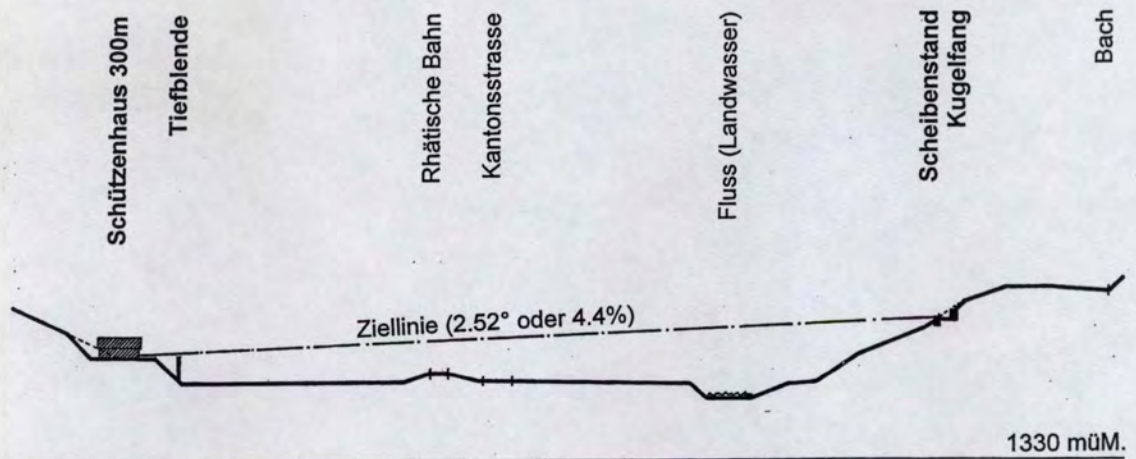 Schützenhaus 300m
Tiefblende
Rhätische Bahn
Kantonsstrasse
Fluss (Landwasser)
Scheibenstand
Kugelfang
Bach
Ziellinie (2.52° oder 4.4%)
1330 müM.